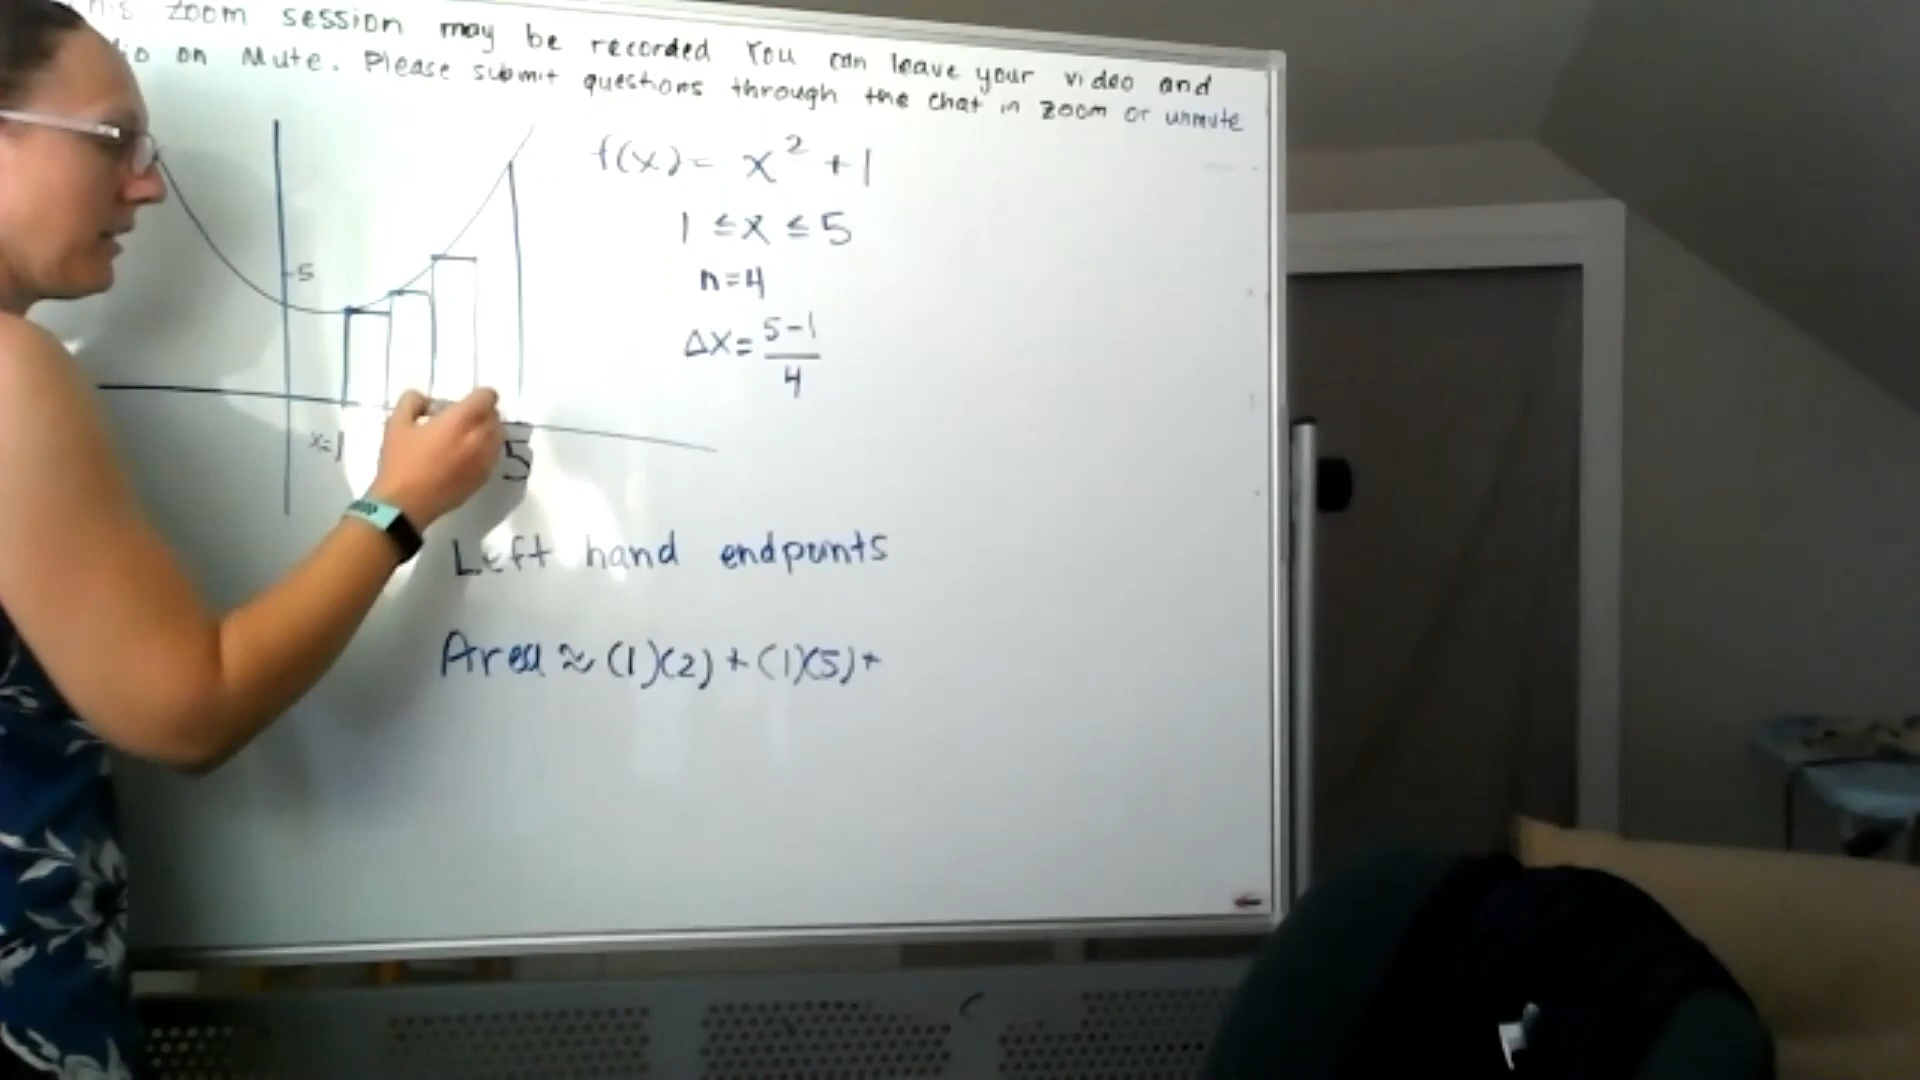 zoom session may be recorded You can leave your video and
on Mute. Please submit questions through the chat in zoom or unmute
f(x) = x² + 1
1 ≤ x ≤ 5
n = 4
Δx = 5-1
4
5
x=1
5
Left hand endpoints
Area ≈ (1)(2) + (1)(5) +